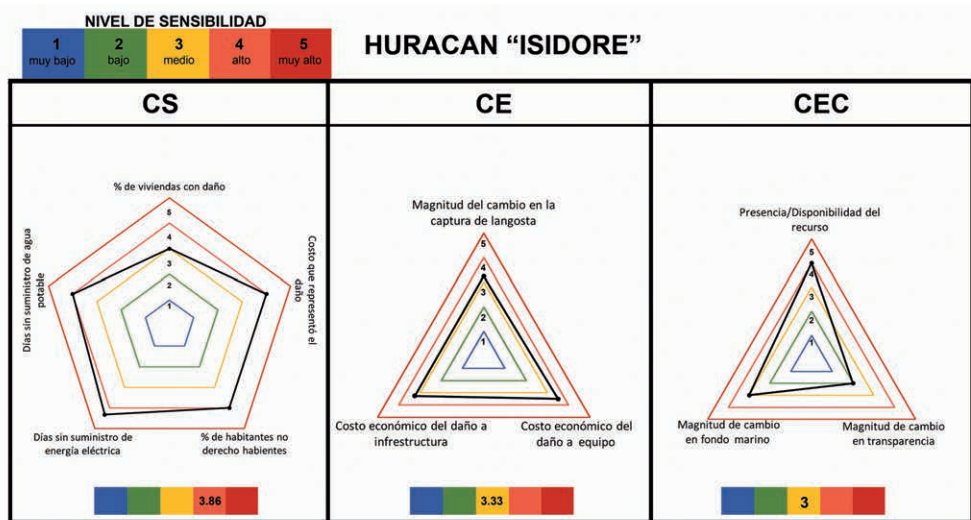 NIVEL DE SENSIBILIDAD
1 2 3 4 5
muy bajo bajo medio alto muy alto
HURACAN “ISIDORE”
CS
% de viviendas con daño
Días sin suministro de agua
potable
Costo que representó el
daño
5
4
3
2
1
Días sin suministro de
energía eléctrica
% de habitantes no
derecho habientes
3.86
CE
Magnitud del cambio en la
captura de langosta
5
4
3
2
1
Costo económico del daño a
infrestructura
Costo económico del
daño a equipo
3.33
CEC
Presencia/Disponibilidad del
recurso
5
4
3
2
1
Magnitud de cambio
en fondo marino
Magnitud de cambio
en transparencia
3